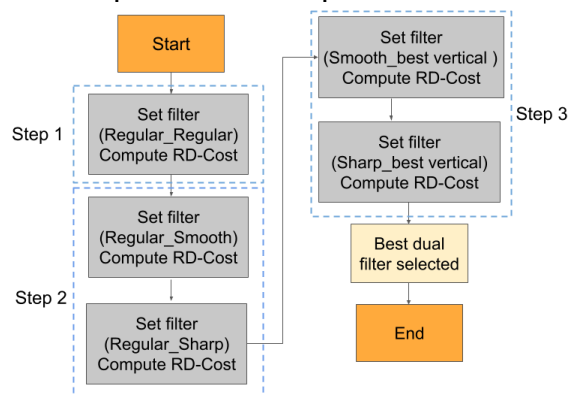 Start
Step 1
Set filter
(Regular_Regular)
Compute RD-Cost
Step 2
Set filter
(Regular_Smooth)
Compute RD-Cost
Set filter
(Regular_Sharp)
Compute RD-Cost
Set filter
(Smooth_best vertical )
Compute RD-Cost
Step 3
Set filter
(Sharp_best vertical)
Compute RD-Cost
Best dual
filter selected
End